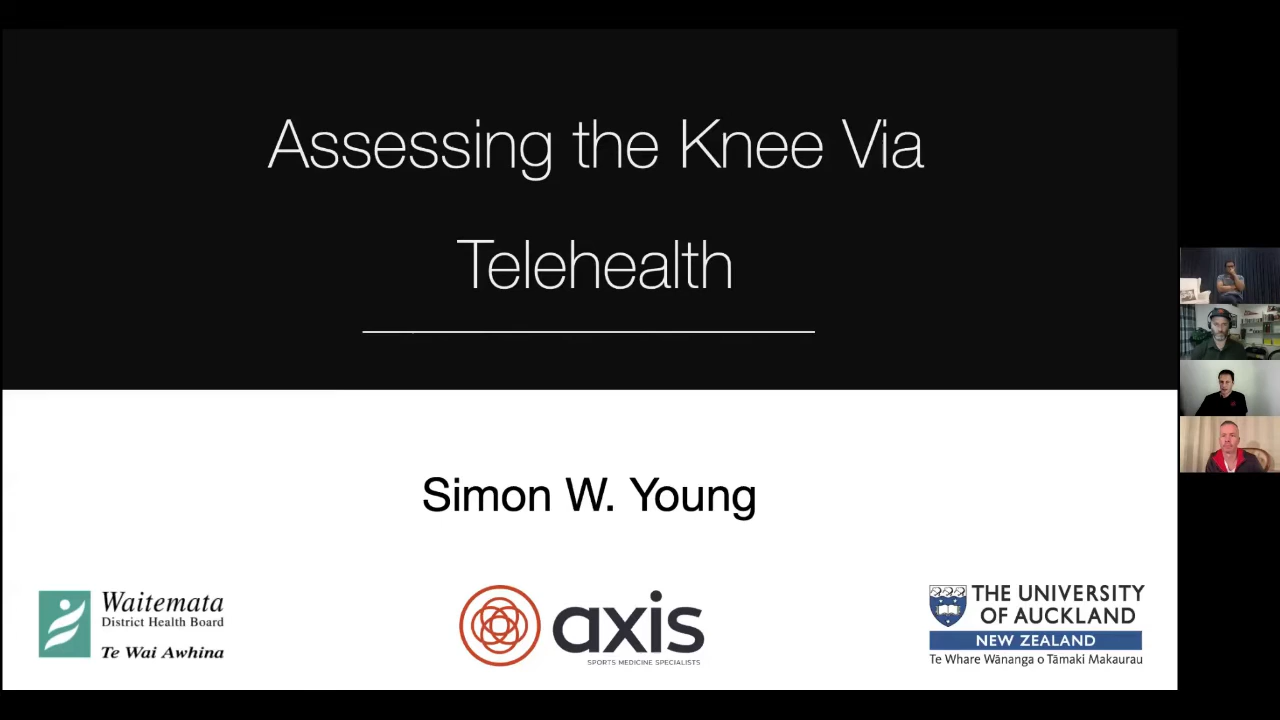 Assessing the Knee Via
Telehealth
Simon W. Young
Waitemata
District Health Board
Te Wai Awhina
axis
SPORTS MEDICINE SPECIALISTS
THE UNIVERSITY
OF AUCKLAND
NEW ZEALAND
Te Whare Wānanga o Tāmaki Makaurau